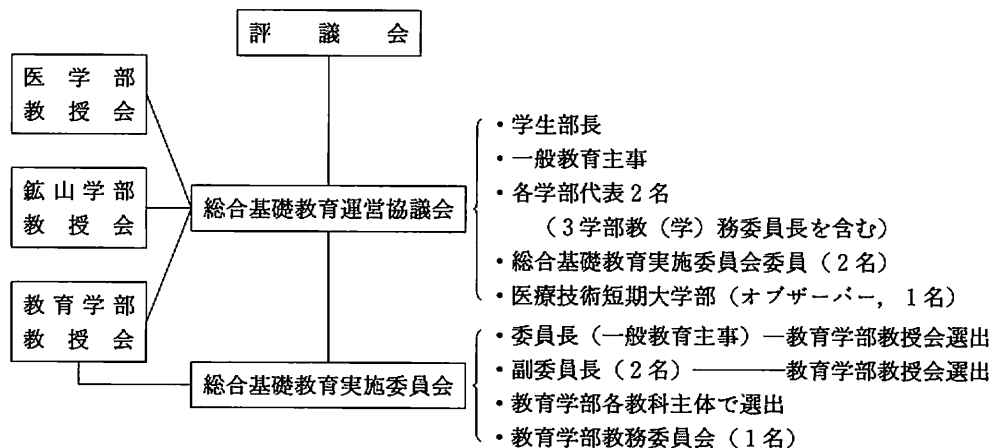 評議会
医学部
教授会
鉱山学部
教授会
教育学部
教授会
総合基礎教育運営協議会
・学生部長
・一般教育主事
・各学部代表2名
（3学部教（学）務委員長を含む）
・総合基礎教育実施委員会委員（2名）
・医療技術短期大学部（オブザーバー，1名）
総合基礎教育実施委員会
・委員長（一般教育主事）―教育学部教授会選出
・副委員長（2名）―――教育学部教授会選出
・教育学部各教科主体で選出
・教育学部教務委員会（1名）